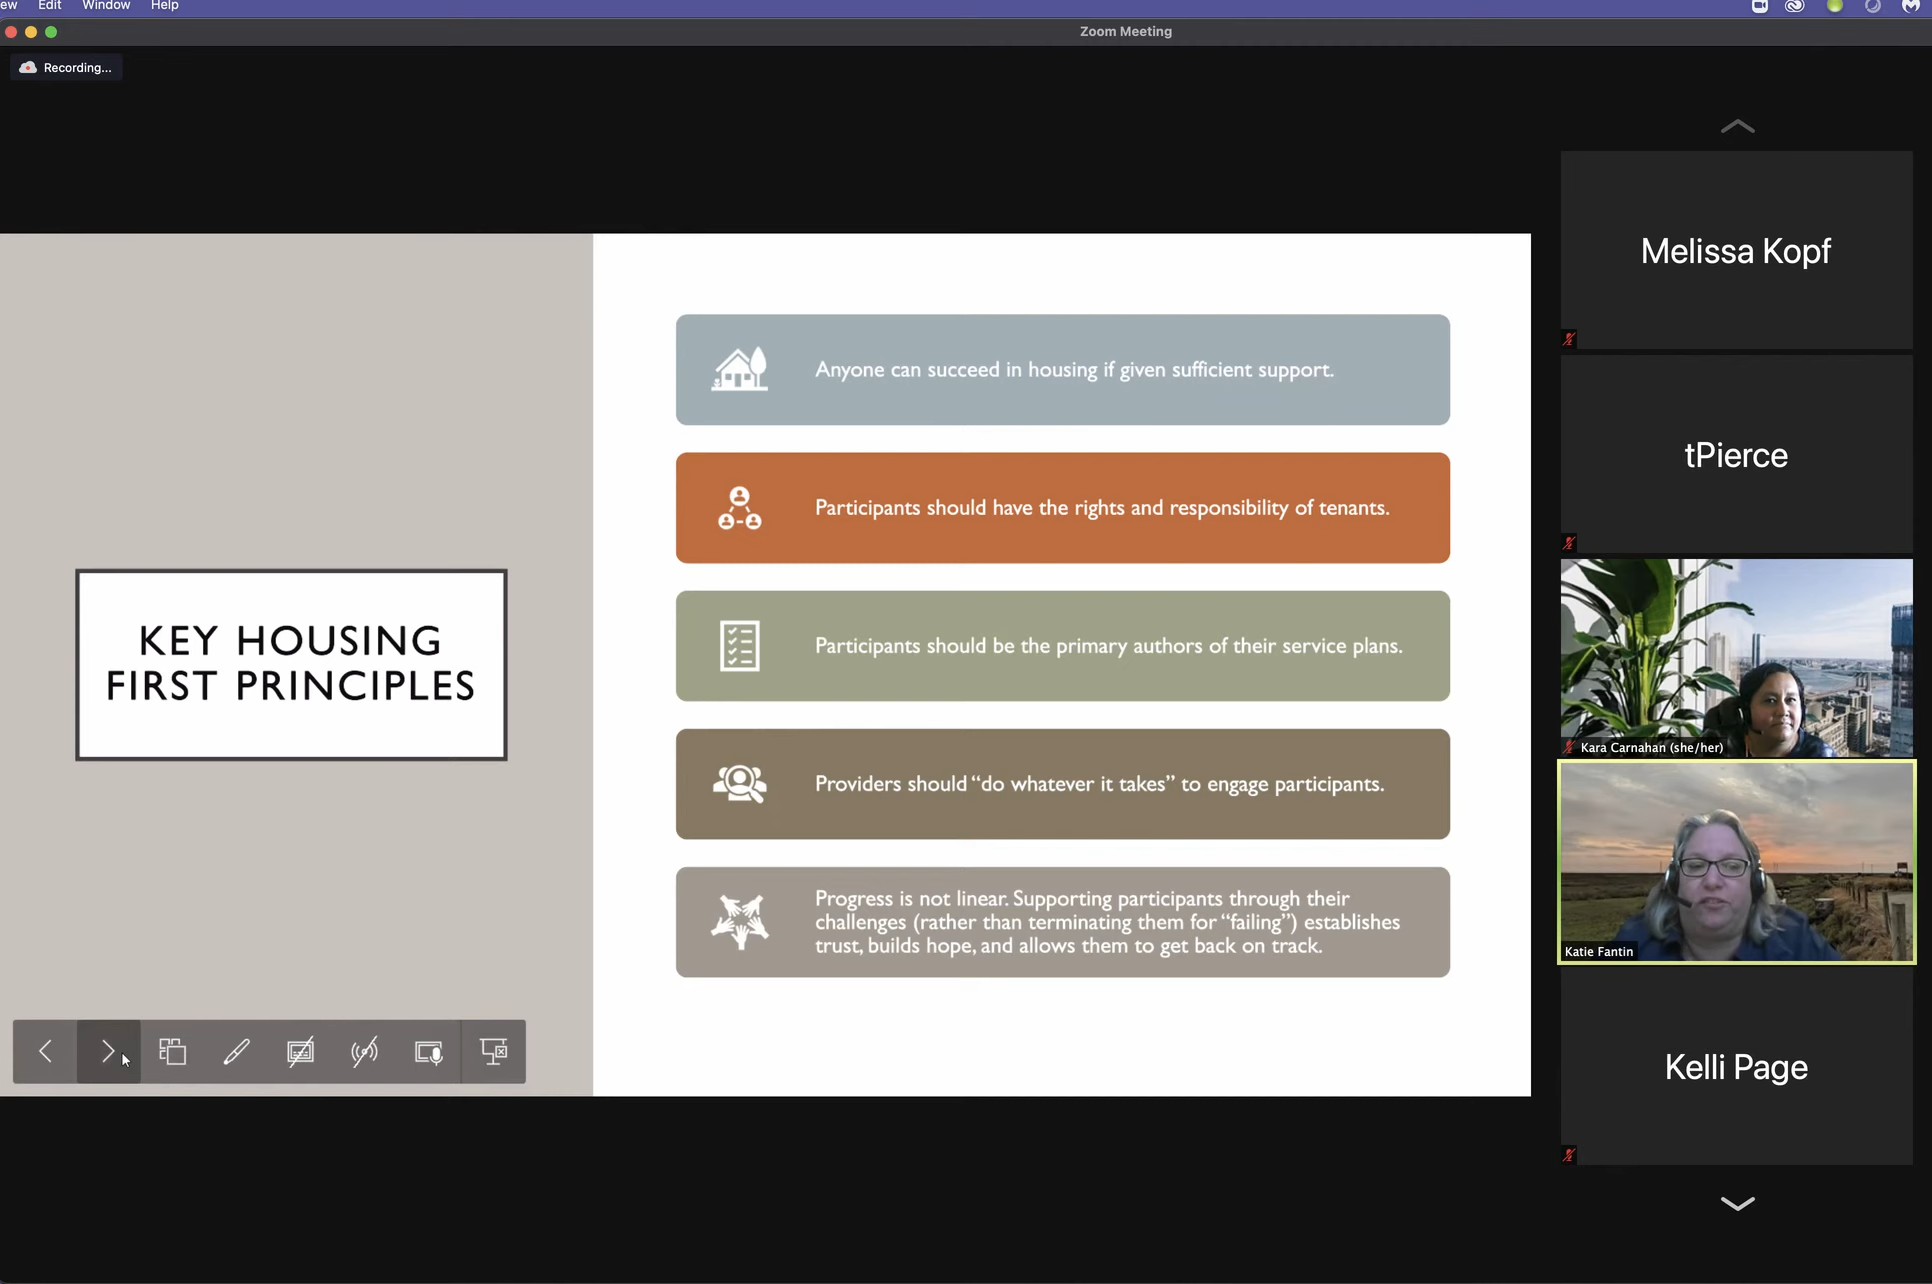 ew Edit Window Help
Zoom Meeting
Recording...
KEY HOUSING
FIRST PRINCIPLES
Anyone can succeed in housing if given sufficient support.
Participants should have the rights and responsibility of tenants.
Participants should be the primary authors of their service plans.
Providers should “do whatever it takes” to engage participants.
Progress is not linear. Supporting participants through their
challenges (rather than terminating them for “failing”) establishes
trust, builds hope, and allows them to get back on track.
Melissa Kopf
tPierce
Kara Carnahan (she/her)
Katie Fantin
Kelli Page